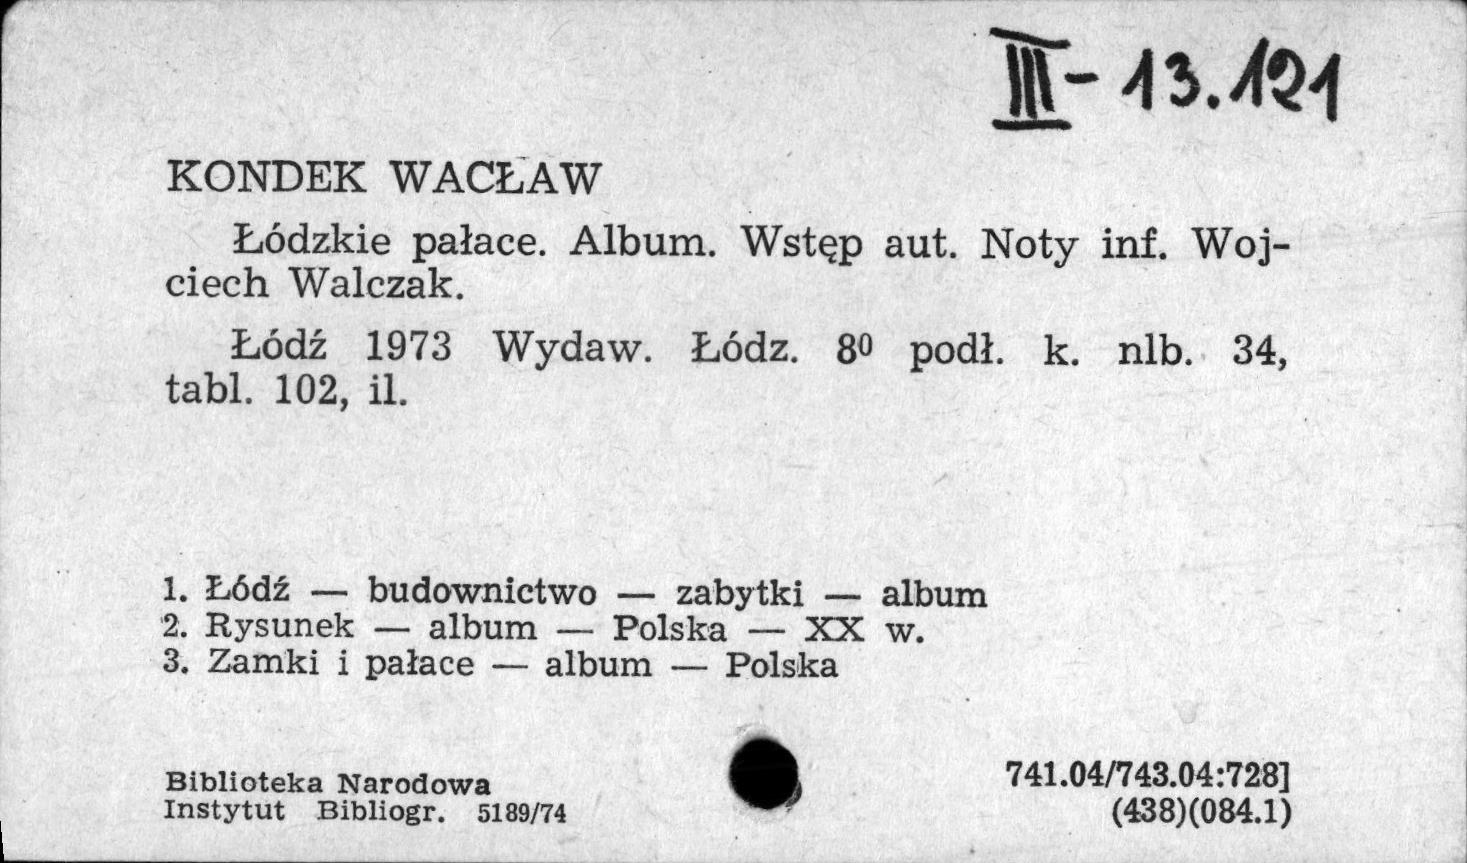 III - 13.121
KONDEK WACŁAW
Łódzkie pałace. Album. Wstęp aut. Noty inf. Woj-
ciech Walczak.
Łódź 1973 Wydaw. Łódz. 8⁰ podł. k. nlb. 34,
tabl. 102, il.
1. Łódź — budownictwo — zabytki — album
2. Rysunek — album — Polska — XX w.
3. Zamki i pałace — album — Polska
Biblioteka Narodowa
Instytut Bibliogr. 5189/74
741.04/743.04:728]
(438)(084.1)